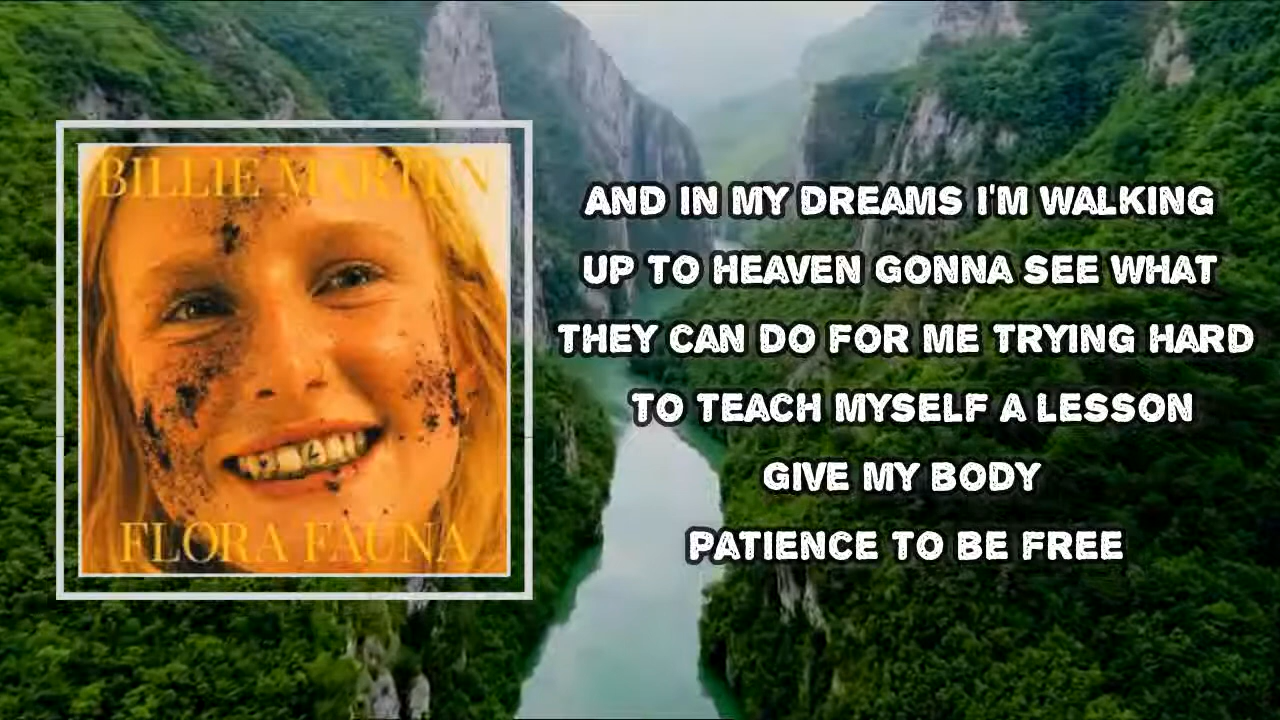 BILLIE MARTEN
FLORA FAUNA
AND IN MY DREAMS I'M WALKING
UP TO HEAVEN GONNA SEE WHAT
THEY CAN DO FOR ME TRYING HARD
TO TEACH MYSELF A LESSON
GIVE MY BODY
PATIENCE TO BE FREE